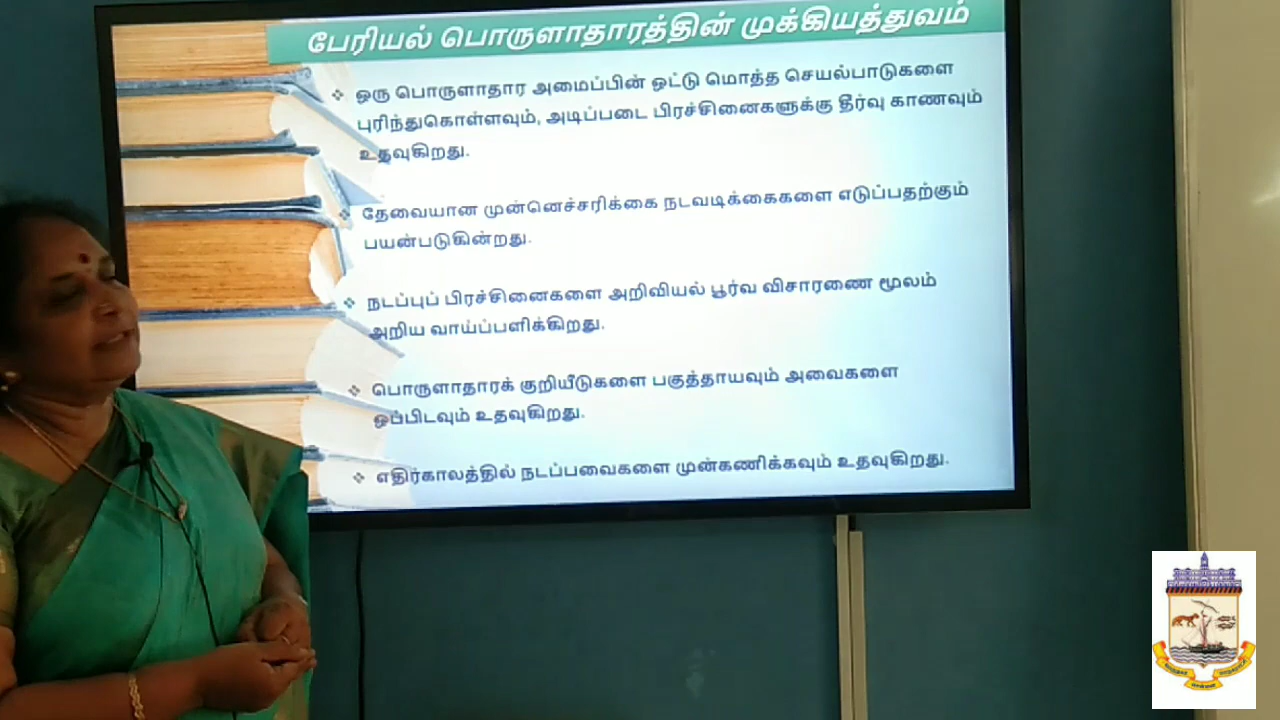 பேரியல் பொருளாதாரத்தின் முக்கியத்துவம்
❖ ஒரு பொருளாதார அமைப்பின் ஒட்டு மொத்த செயல்பாடுகளை
புரிந்துகொள்ளவும், அடிப்படை பிரச்சினைகளுக்கு தீர்வு காணவும்
உதவுகிறது.
❖ தேவையான முன்னெச்சரிக்கை நடவடிக்கைகளை எடுப்பதற்கும்
பயன்படுகின்றது.
❖ நடப்புப் பிரச்சினைகளை அறிவியல் பூர்வ விசாரணை மூலம்
அறிய வாய்ப்பளிக்கிறது.
❖ பொருளாதாரக் குறியீடுகளை பகுத்தாயவும் அவைகளை
ஒப்பிடவும் உதவுகிறது.
❖ எதிர்காலத்தில் நடப்பவைகளை முன்கணிக்கவும் உதவுகிறது.